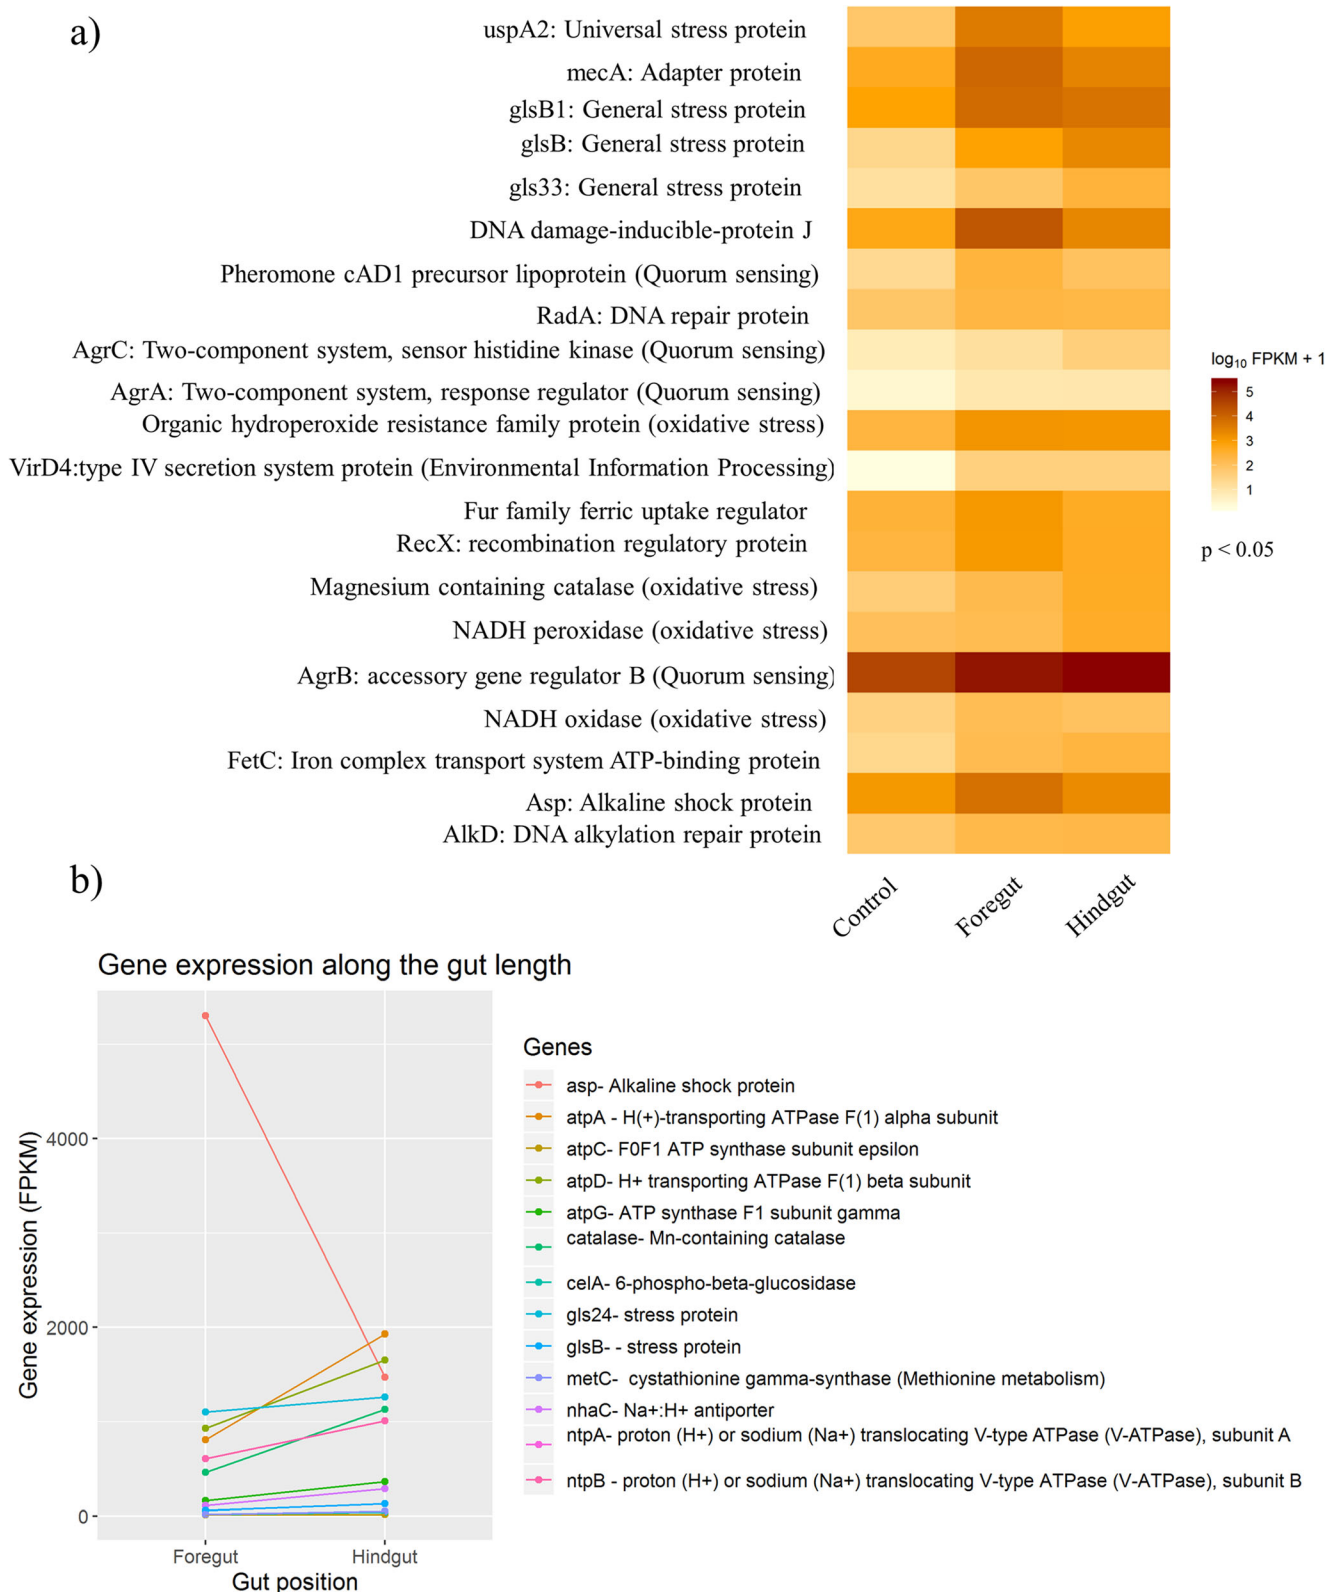 a)
uspA2: Universal stress protein
mecA: Adapter protein
glsB1: General stress protein
glsB: General stress protein
gls33: General stress protein
DNA damage-inducible-protein J
Pheromone cAD1 precursor lipoprotein (Quorum sensing)
RadA: DNA repair protein
AgrC: Two-component system, sensor histidine kinase (Quorum sensing)
AgrA: Two-component system, response regulator (Quorum sensing)
Organic hydroperoxide resistance family protein (oxidative stress)
VirD4:type IV secretion system protein (Environmental Information Processing)
Fur family ferric uptake regulator
RecX: recombination regulatory protein
Magnesium containing catalase (oxidative stress)
NADH peroxidase (oxidative stress)
AgrB: accessory gene regulator B (Quorum sensing)
NADH oxidase (oxidative stress)
FetC: Iron complex transport system ATP-binding protein
Asp: Alkaline shock protein
AlkD: DNA alkylation repair protein
Control
Foregut
Hindgut
log10 FPKM + 1
5
4
3
2
1
p < 0.05
b)
Gene expression along the gut length
Gene expression (FPKM)
4000
2000
0
Foregut
Hindgut
Gut position
Genes
asp- Alkaline shock protein
atpA - H(+)-transporting ATPase F(1) alpha subunit
atpC- F0F1 ATP synthase subunit epsilon
atpD- H+ transporting ATPase F(1) beta subunit
atpG- ATP synthase F1 subunit gamma
catalase- Mn-containing catalase
celA- 6-phospho-beta-glucosidase
gls24- stress protein
glsB- - stress protein
metC- cystathionine gamma-synthase (Methionine metabolism)
nhaC- Na+:H+ antiporter
ntpA- proton (H+) or sodium (Na+) translocating V-type ATPase (V-ATPase), subunit A
ntpB - proton (H+) or sodium (Na+) translocating V-type ATPase (V-ATPase), subunit B